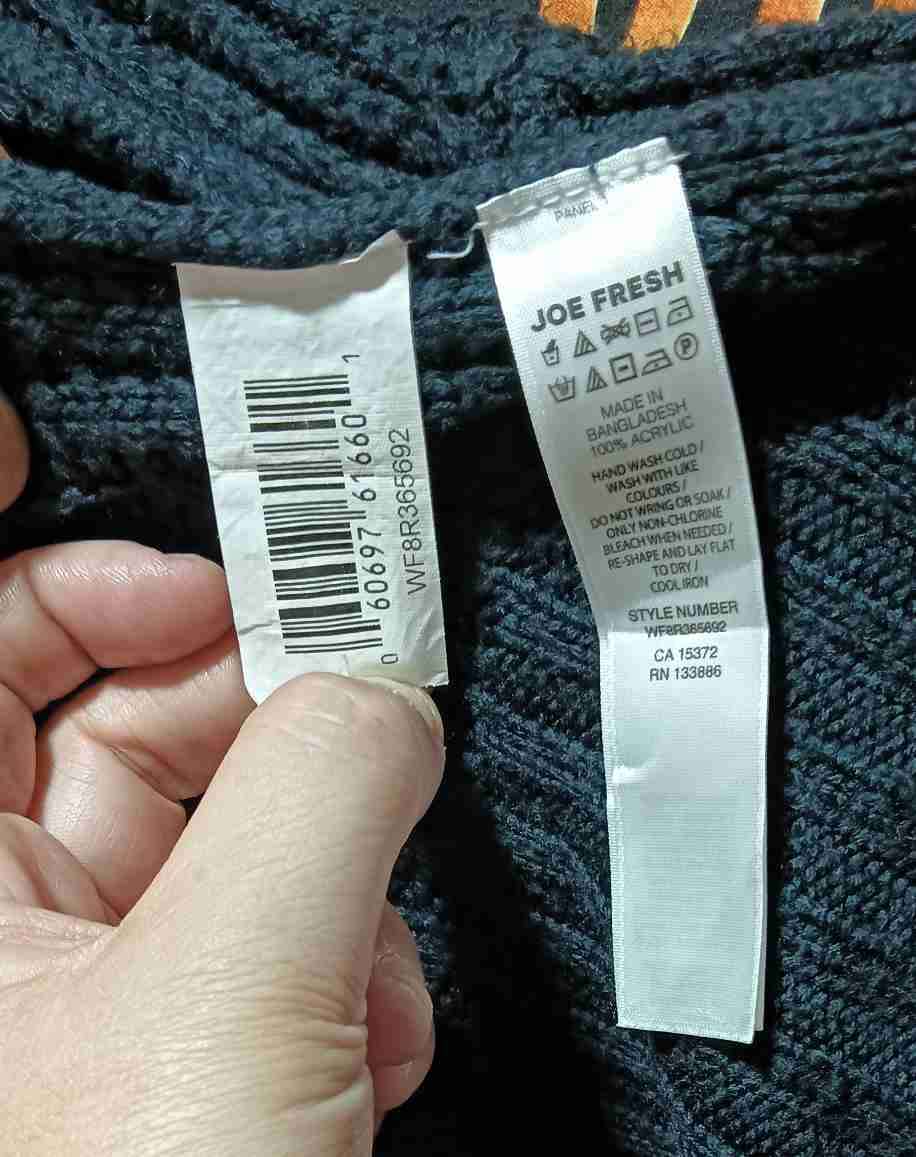 0 60697 61660 1
WF8R365692
PANEL
JOE FRESH
P
MADE IN
BANGLADESH
100% ACRYLIC
HAND WASH COLD /
WASH WITH LIKE
COLOURS /
DO NOT WRING OR SOAK /
ONLY NON-CHLORINE
BLEACH WHEN NEEDED /
RE-SHAPE AND LAY FLAT
TO DRY /
COOL IRON
STYLE NUMBER
WF8R365692
CA 15372
RN 133886